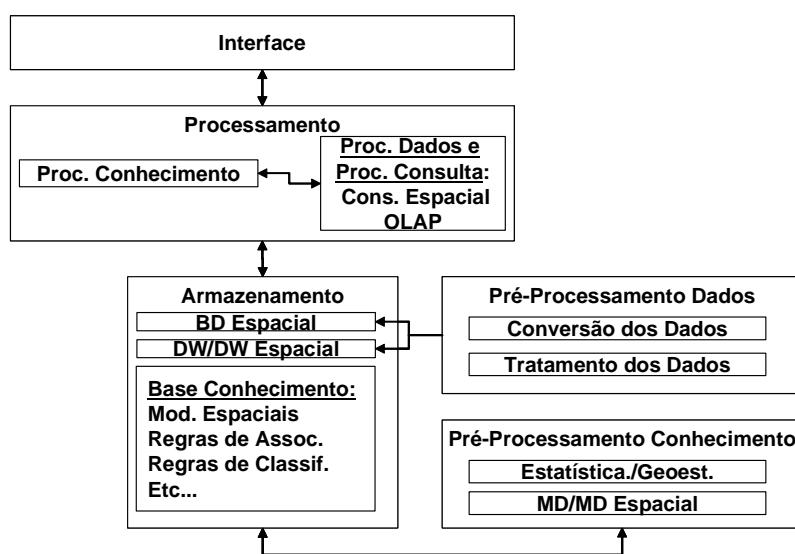 Interface
Processamento
Proc. Conhecimento
Proc. Dados e
Proc. Consulta:
Cons. Espacial
OLAP
Armazenamento
BD Espacial
DW/DW Espacial
Base Conhecimento:
Mod. Espaciais
Regras de Assoc.
Regras de Classif.
Etc...
Pré-Processamento Dados
Conversão dos Dados
Tratamento dos Dados
Pré-Processamento Conhecimento
Estatística./Geoest.
MD/MD Espacial